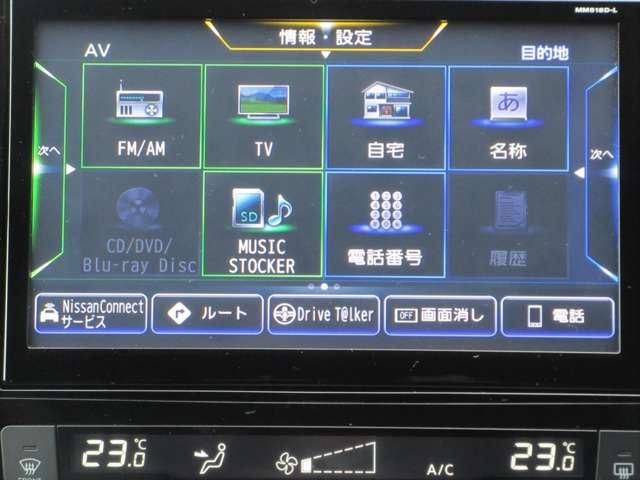 MM518D-L
情報・設定
AV
目的地
次へ
次へ
FM/AM
TV
自宅
あ
名称
CD/DVD/
Blu-ray Disc
SD
MUSIC
STOCKER
電話番号
履歴
NissanConnect
サービス
ルート
Drive T@lker
OFF 画面消し
電話
23.0℃
A/C
23.0℃
FRONT